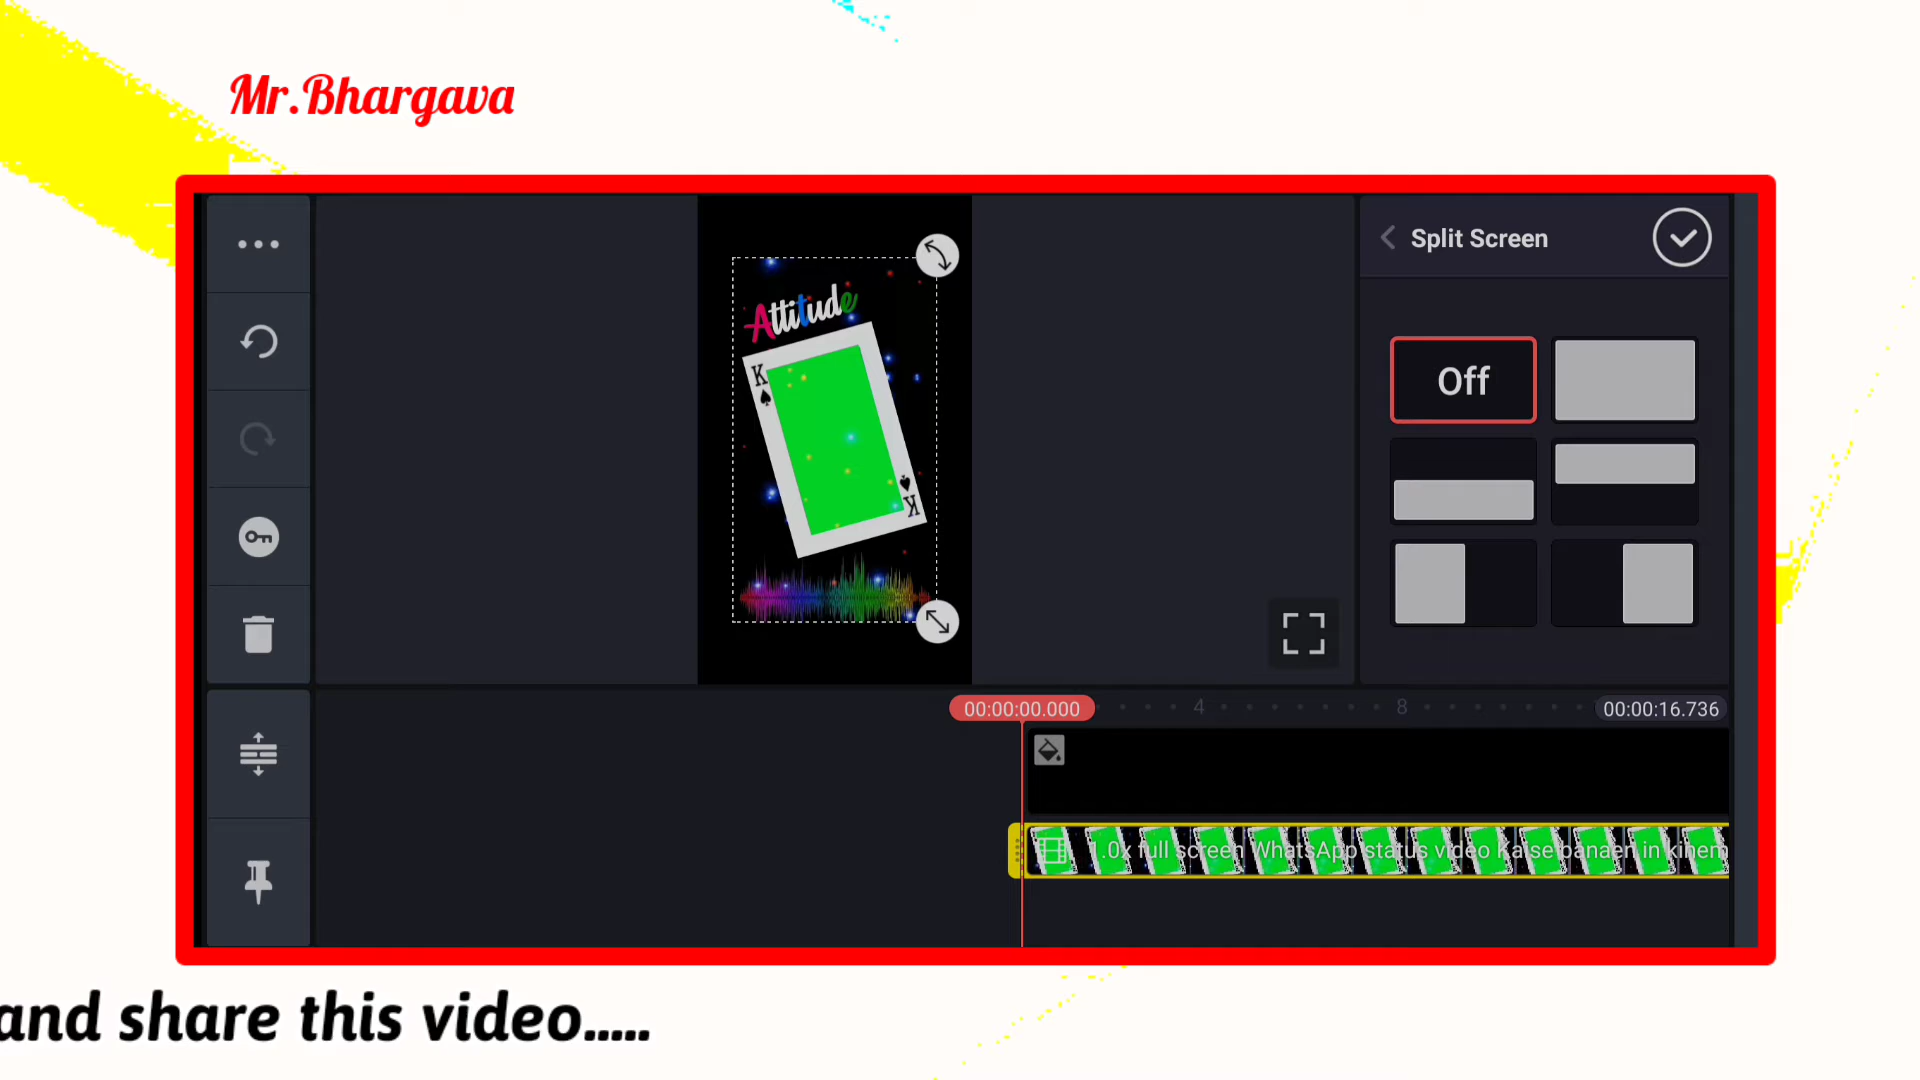 Mr.Bhargava
Split Screen
Attitude
Off
K
K
00:00:00.000
4
8
00:00:16.736
1.0x full screen WhatsApp status video Kaise banaen in kinem
and share this video.....